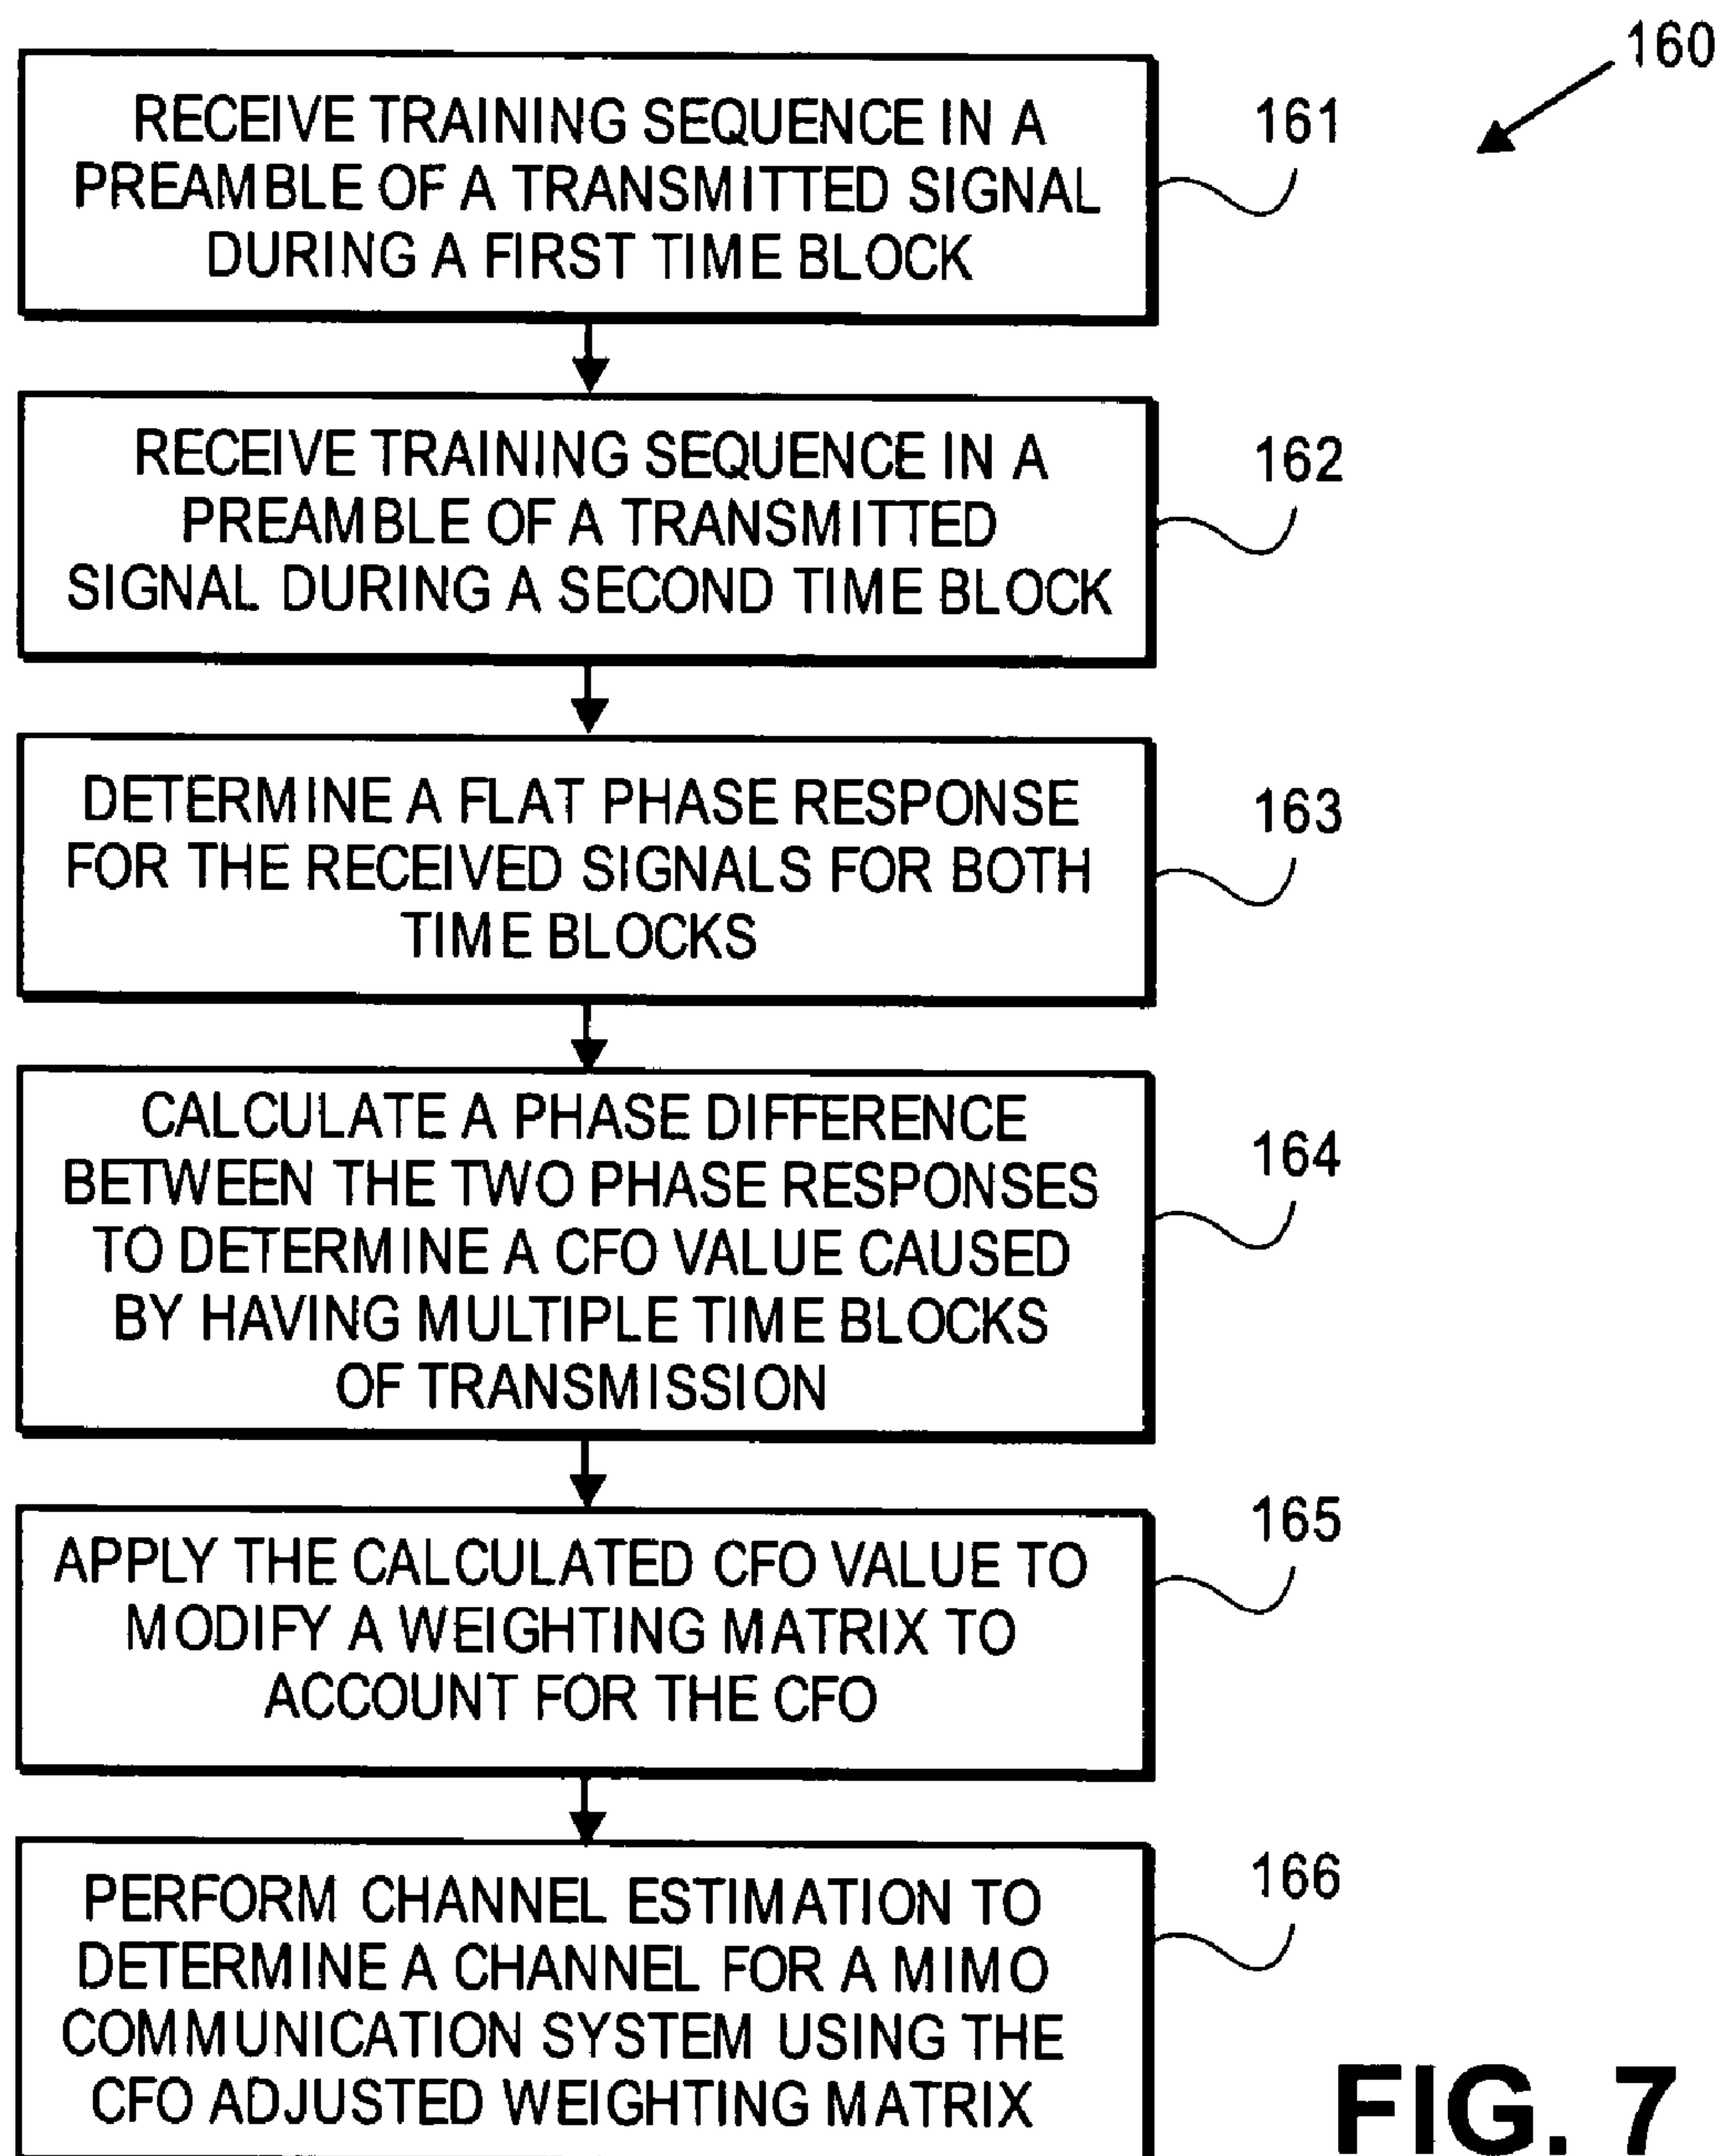 160
RECEIVE TRAINING SEQUENCE IN A
PREAMBLE OF A TRANSMITTED SIGNAL
DURING A FIRST TIME BLOCK
161
RECEIVE TRAINING SEQUENCE IN A
PREAMBLE OF A TRANSMITTED
SIGNAL DURING A SECOND TIME BLOCK
162
DETERMINE A FLAT PHASE RESPONSE
FOR THE RECEIVED SIGNALS FOR BOTH
TIME BLOCKS
163
CALCULATE A PHASE DIFFERENCE
BETWEEN THE TWO PHASE RESPONSES
TO DETERMINE A CFO VALUE CAUSED
BY HAVING MULTIPLE TIME BLOCKS
OF TRANSMISSION
164
APPLY THE CALCULATED CFO VALUE TO
MODIFY A WEIGHTING MATRIX TO
ACCOUNT FOR THE CFO
165
PERFORM CHANNEL ESTIMATION TO
DETERMINE A CHANNEL FOR A MIMO
COMMUNICATION SYSTEM USING THE
CFO ADJUSTED WEIGHTING MATRIX
166
FIG. 7